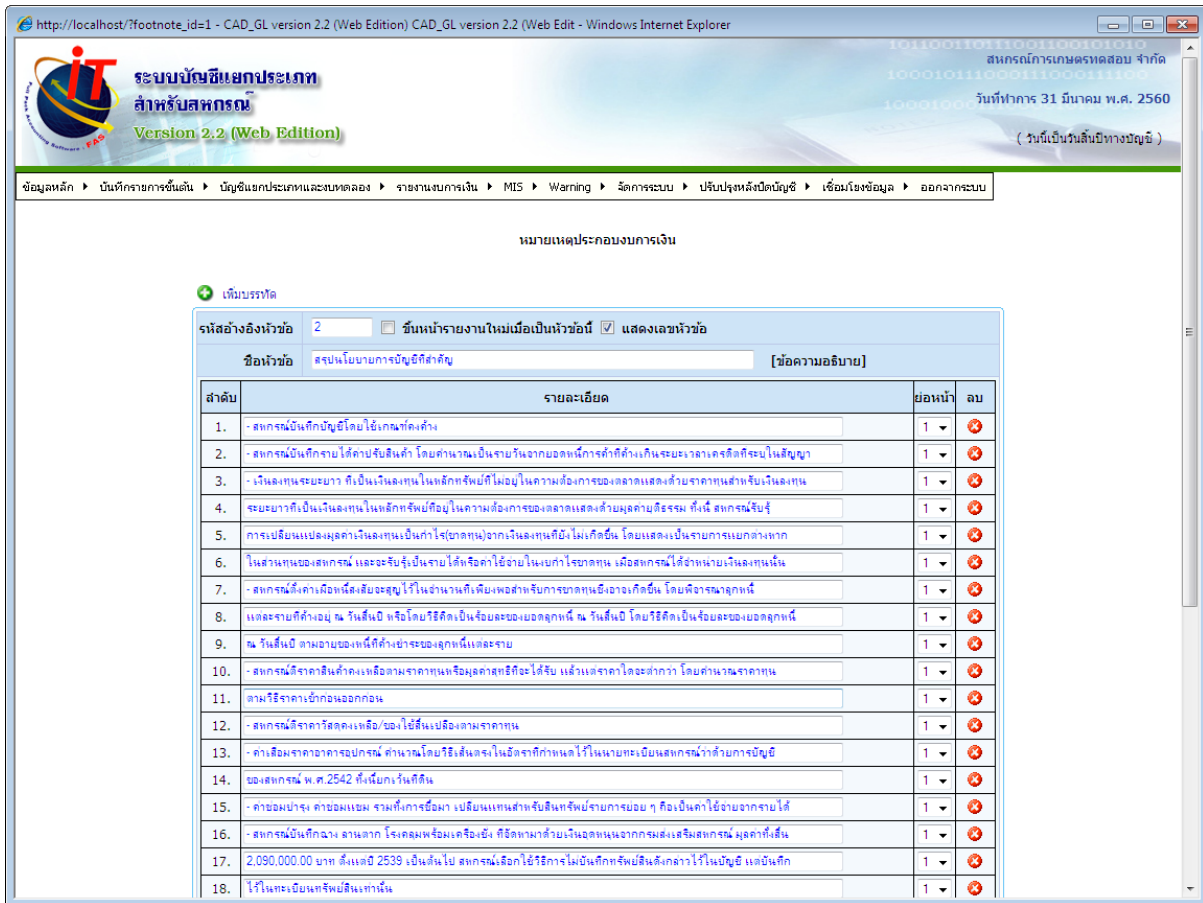 http://localhost/?footnote_id=1 - CAD_GL version 2.2 (Web Edition) CAD_GL version 2.2 (Web Edit - Windows Internet Explorer
สหกรณ์การเกษตรทดสอบ จำกัด
วันที่ทำการ 31 มีนาคม พ.ศ. 2560
( วันนี้เป็นวันสิ้นปีทางบัญชี )
iT
ระบบบัญชีแยกประเภท
สำหรับสหกรณ์
Version 2.2 (Web Edition)
ข้อมูลหลัก บันทึกรายการขั้นต้น บัญชีแยกประเภทและงบทดลอง รายงานงบการเงิน MIS Warning จัดการระบบ ปรับปรุงหลังปิดบัญชี เชื่อมโยงข้อมูล ออกจากระบบ
หมายเหตุประกอบงบการเงิน
เพิ่มบรรทัด
รหัสอ้างอิงหัวข้อ 2 ขึ้นหน้ารายงานใหม่เมื่อเป็นหัวข้อนี้ แสดงเลขหัวข้อ
ชื่อหัวข้อ สรุปนโยบายการบัญชีที่สำคัญ [ข้อความอธิบาย]
ลำดับ รายละเอียด ย่อหน้า ลบ
1. - สหกรณ์บันทึกบัญชีโดยใช้เกณฑ์คงค้าง 1
2. - สหกรณ์บันทึกรายได้ค่าปรับสินค้า โดยคำนวณเป็นรายวันจากยอดหนี้การค้าที่ค้างเกินระยะเวลาเครดิตที่ระบุในสัญญา 1
3. - เงินลงทุนระยะยาว ที่เป็นเงินลงทุนในหลักทรัพย์ที่ไม่อยู่ในความต้องการของตลาดแสดงด้วยราคาทุนสำหรับเงินลงทุน 1
4. ระยะยาวที่เป็นเงินลงทุนในหลักทรัพย์ที่อยู่ในความต้องการของตลาดแสดงด้วยมูลค่ายุติธรรม ทั้งนี้ สหกรณ์รับรู้ 1
5. การเปลี่ยนแปลงมูลค่าเงินลงทุนเป็นกำไร(ขาดทุน)จากเงินลงทุนที่ยังไม่เกิดขึ้น โดยแสดงเป็นรายการแยกต่างหาก 1
6. ในส่วนทุนของสหกรณ์ และจะรับรู้เป็นรายได้หรือค่าใช้จ่ายในงบกำไรขาดทุน เมื่อสหกรณ์ได้จำหน่ายเงินลงทุนนั้น 1
7. - สหกรณ์ตั้งค่าเผื่อหนี้สงสัยจะสูญไว้ในจำนวนที่เพียงพอสำหรับการขาดทุนซึ่งอาจเกิดขึ้น โดยพิจารณาลูกหนี้ 1
8. แต่ละรายที่ค้างอยู่ ณ วันสิ้นปี หรือโดยวิธีคิดเป็นร้อยละของยอดลูกหนี้ ณ วันสิ้นปี โดยวิธีคิดเป็นร้อยละของยอดลูกหนี้ 1
9. ณ วันสิ้นปี ตามอายุของหนี้ที่ค้างชำระของลูกหนี้แต่ละราย 1
10. - สหกรณ์ตีราคาสินค้าคงเหลือตามราคาทุนหรือมูลค่าสุทธิที่จะได้รับ แล้วแต่ราคาใดจะต่ำกว่า โดยคำนวณราคาทุน 1
11. ตามวิธีราคาเข้าก่อนออกก่อน 1
12. - สหกรณ์ตีราคาวัสดุคงเหลือ/ของใช้สิ้นเปลืองตามราคาทุน 1
13. - ค่าเสื่อมราคาอาคารอุปกรณ์ คำนวณโดยวิธีเส้นตรงในอัตราที่กำหนดไว้ในนายทะเบียนสหกรณ์ว่าด้วยการบัญชี 1
14. ของสหกรณ์ พ.ศ.2542 ทั้งนี้ยกเว้นที่ดิน 1
15. - ค่าซ่อมบำรุง ค่าซ่อมแซม รวมทั้งการซื้อมา เปลี่ยนแทนสำหรับสินทรัพย์รายการย่อย ๆ ถือเป็นค่าใช้จ่ายจากรายได้ 1
16. - สหกรณ์บันทึกฉาง ลานตาก โรงคลุมพร้อมเครื่องชั่ง ที่จัดหามาด้วยเงินอุดหนุนจากกรมส่งเสริมสหกรณ์ มูลค่าทั้งสิ้น 1
17. 2,090,000.00 บาท ตั้งแต่ปี 2539 เป็นต้นไป สหกรณ์เลือกใช้วิธีการไม่บันทึกทรัพย์สินดังกล่าวไว้ในบัญชี แต่บันทึก 1
18. ไว้ในทะเบียนทรัพย์สินเท่านั้น 1